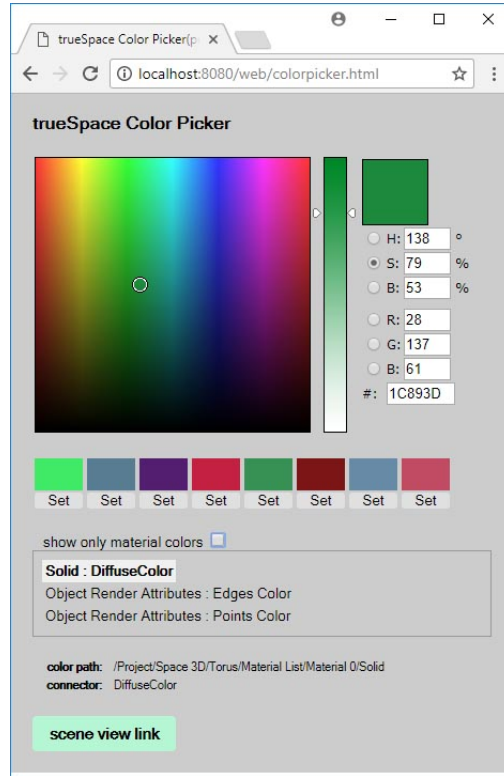 trueSpace Color Picker(p
localhost:8080/web/colorpicker.html
trueSpace Color Picker
H: 138 °
S: 79 %
B: 53 %
R: 28
G: 137
B: 61
#: 1C893D
Set Set Set Set Set Set Set Set
show only material colors
Solid : DiffuseColor
Object Render Attributes : Edges Color
Object Render Attributes : Points Color
color path: /Project/Space 3D/Torus/Material List/Material 0/Solid
connector: DiffuseColor
scene view link